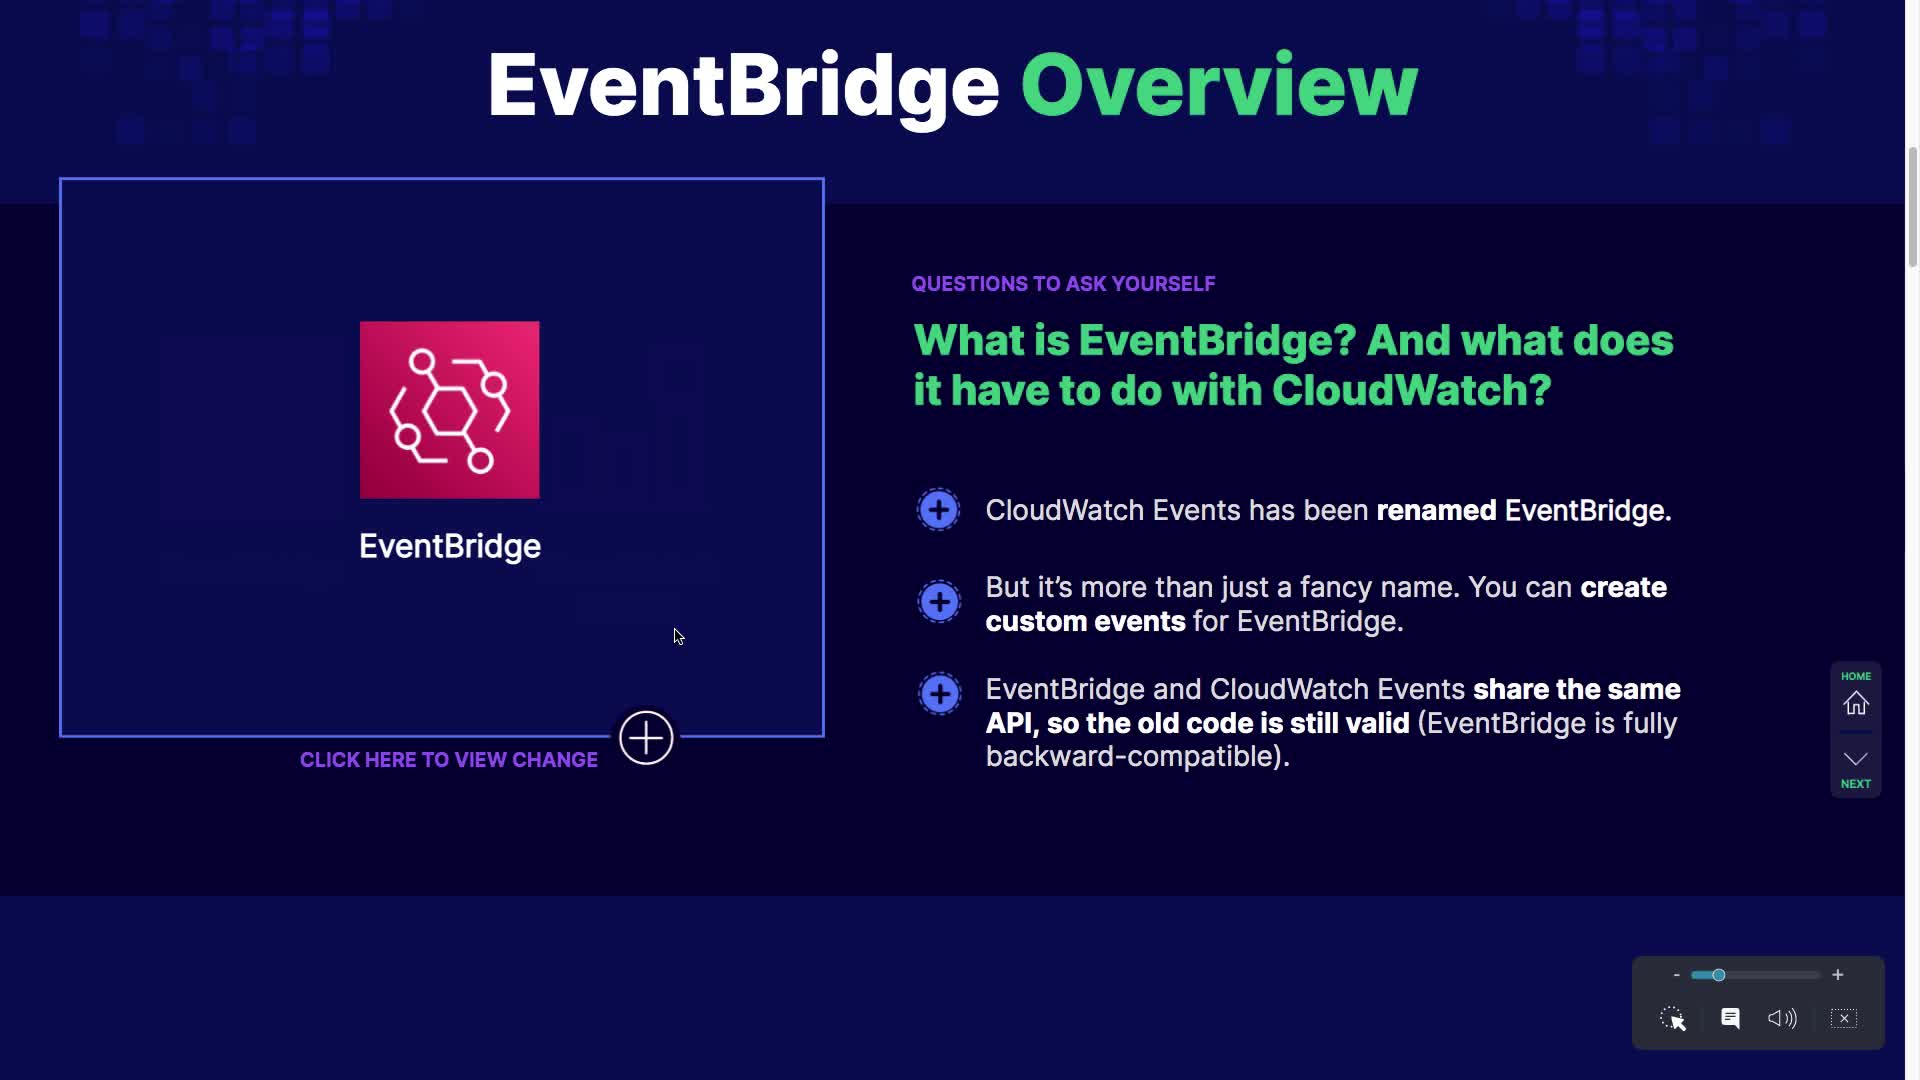 EventBridge Overview
EventBridge
CLICK HERE TO VIEW CHANGE
QUESTIONS TO ASK YOURSELF
What is EventBridge? And what does
it have to do with CloudWatch?
CloudWatch Events has been renamed EventBridge.
But it’s more than just a fancy name. You can create
custom events for EventBridge.
EventBridge and CloudWatch Events share the same
API, so the old code is still valid (EventBridge is fully
backward-compatible).
HOME
NEXT